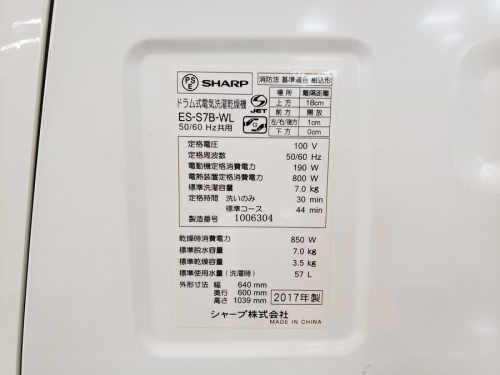 PS
E
SHARP
消防法 基準適合 組込形
ドラム式電気洗濯乾燥機
ES-S7B-WL
50/60 Hz共用
JET
場所 離隔距離
上方 18cm
前方 開放
左/右/後方 1cm
下方 0cm
定格電圧 100 V
定格周波数 50/60 Hz
電動機定格消費電力 190 W
電熱装置定格消費電力 800 W
標準洗濯容量 7.0 kg
定格時間 洗いのみ 30 min
標準コース 44 min
製造番号 1006304
乾燥時消費電力 850 W
標準脱水容量 7.0 kg
標準乾燥容量 3.5 kg
標準使用水量(洗濯時) 57 L
外形寸法 幅 640 mm
奥行 600 mm
高さ 1039 mm
2017年製
シャープ株式会社
MADE IN CHINA